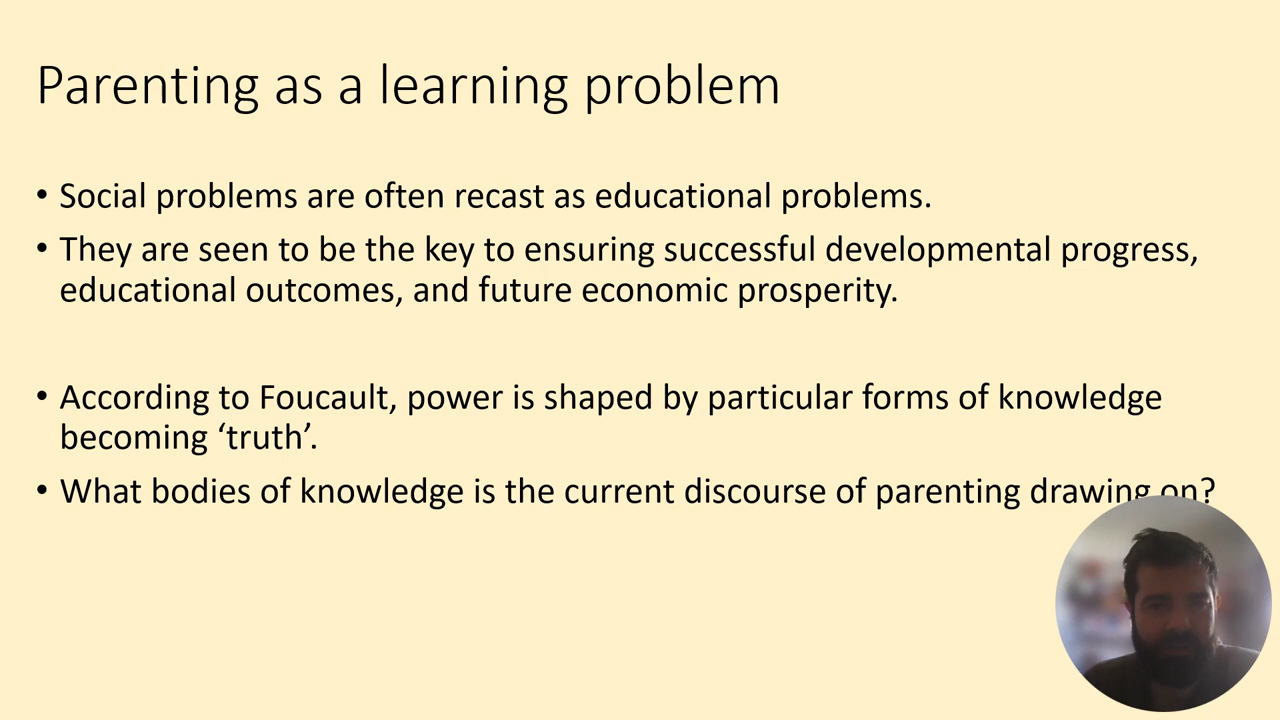 Parenting as a learning problem
• Social problems are often recast as educational problems.
• They are seen to be the key to ensuring successful developmental progress,
educational outcomes, and future economic prosperity.
• According to Foucault, power is shaped by particular forms of knowledge
becoming ‘truth’.
• What bodies of knowledge is the current discourse of parenting drawing on?